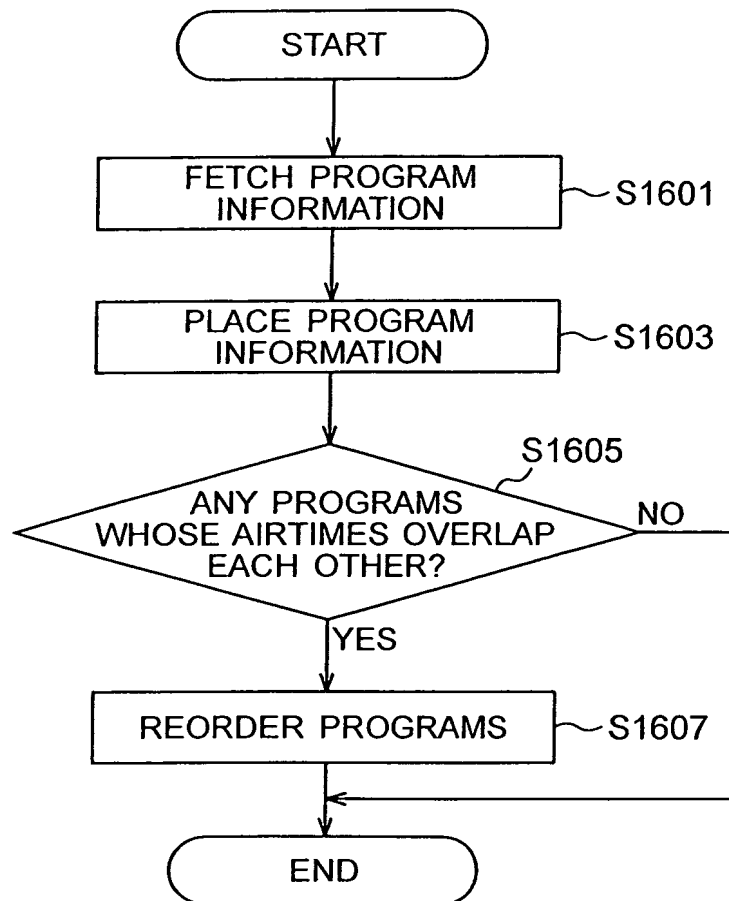 START
FETCH PROGRAM
INFORMATION
S1601
PLACE PROGRAM
INFORMATION
S1603
S1605
ANY PROGRAMS
WHOSE AIRTIMES OVERLAP
EACH OTHER?
NO
YES
REORDER PROGRAMS
S1607
END